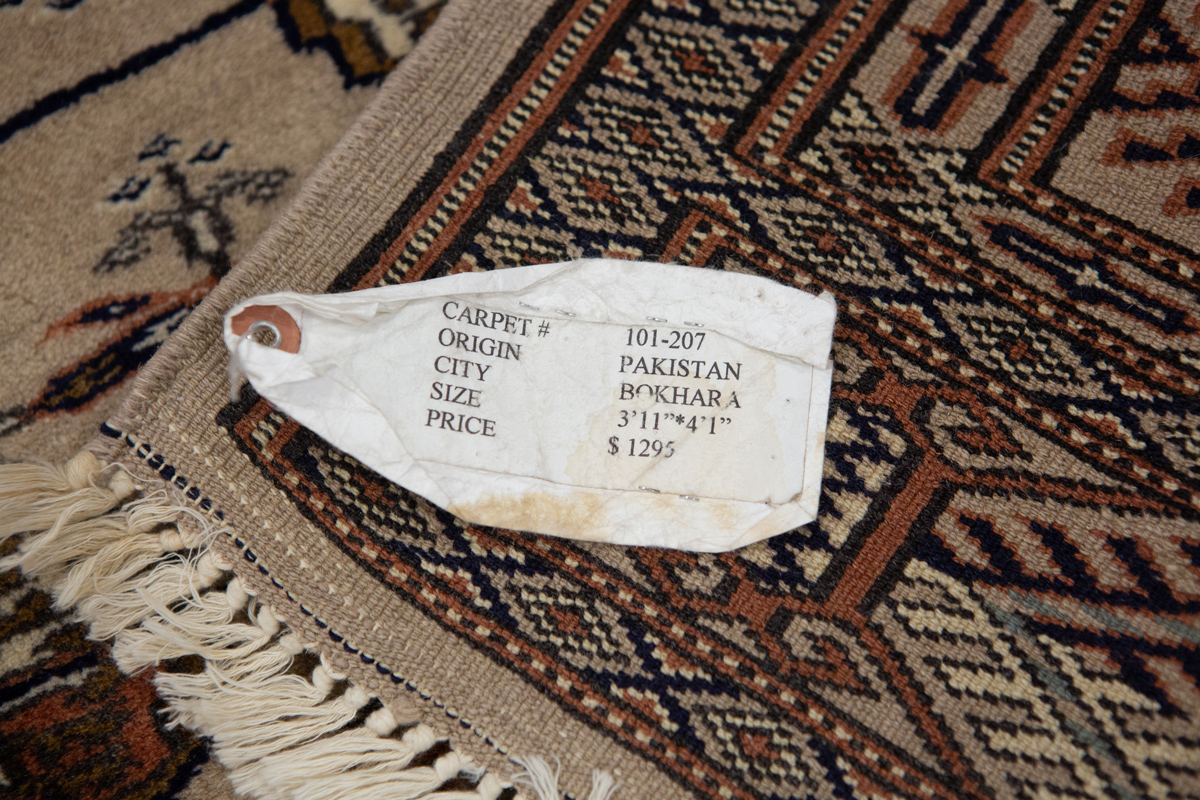 CARPET # 101-207
ORIGIN PAKISTAN
CITY BOKHARA
SIZE 3'11”*4'1”
PRICE $ 1295